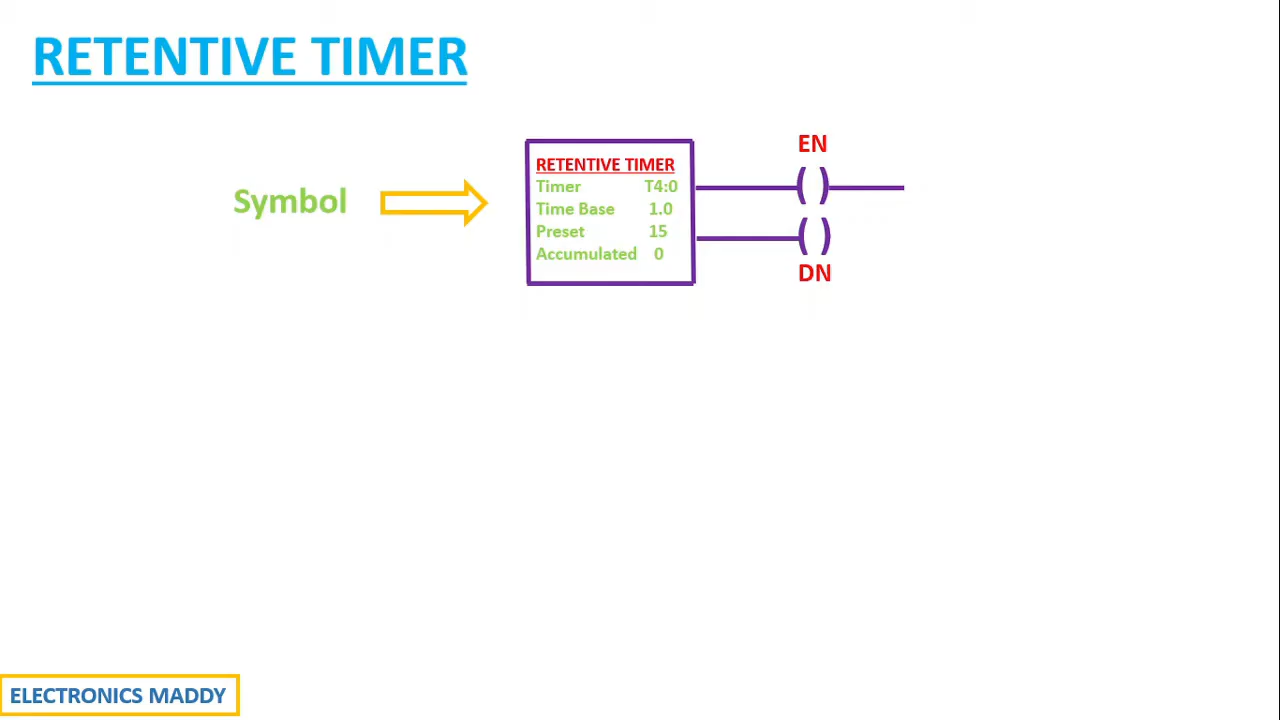 RETENTIVE TIMER
Symbol
RETENTIVE TIMER
Timer T4:0
Time Base 1.0
Preset 15
Accumulated 0
EN
( )
( )
DN
ELECTRONICS MADDY